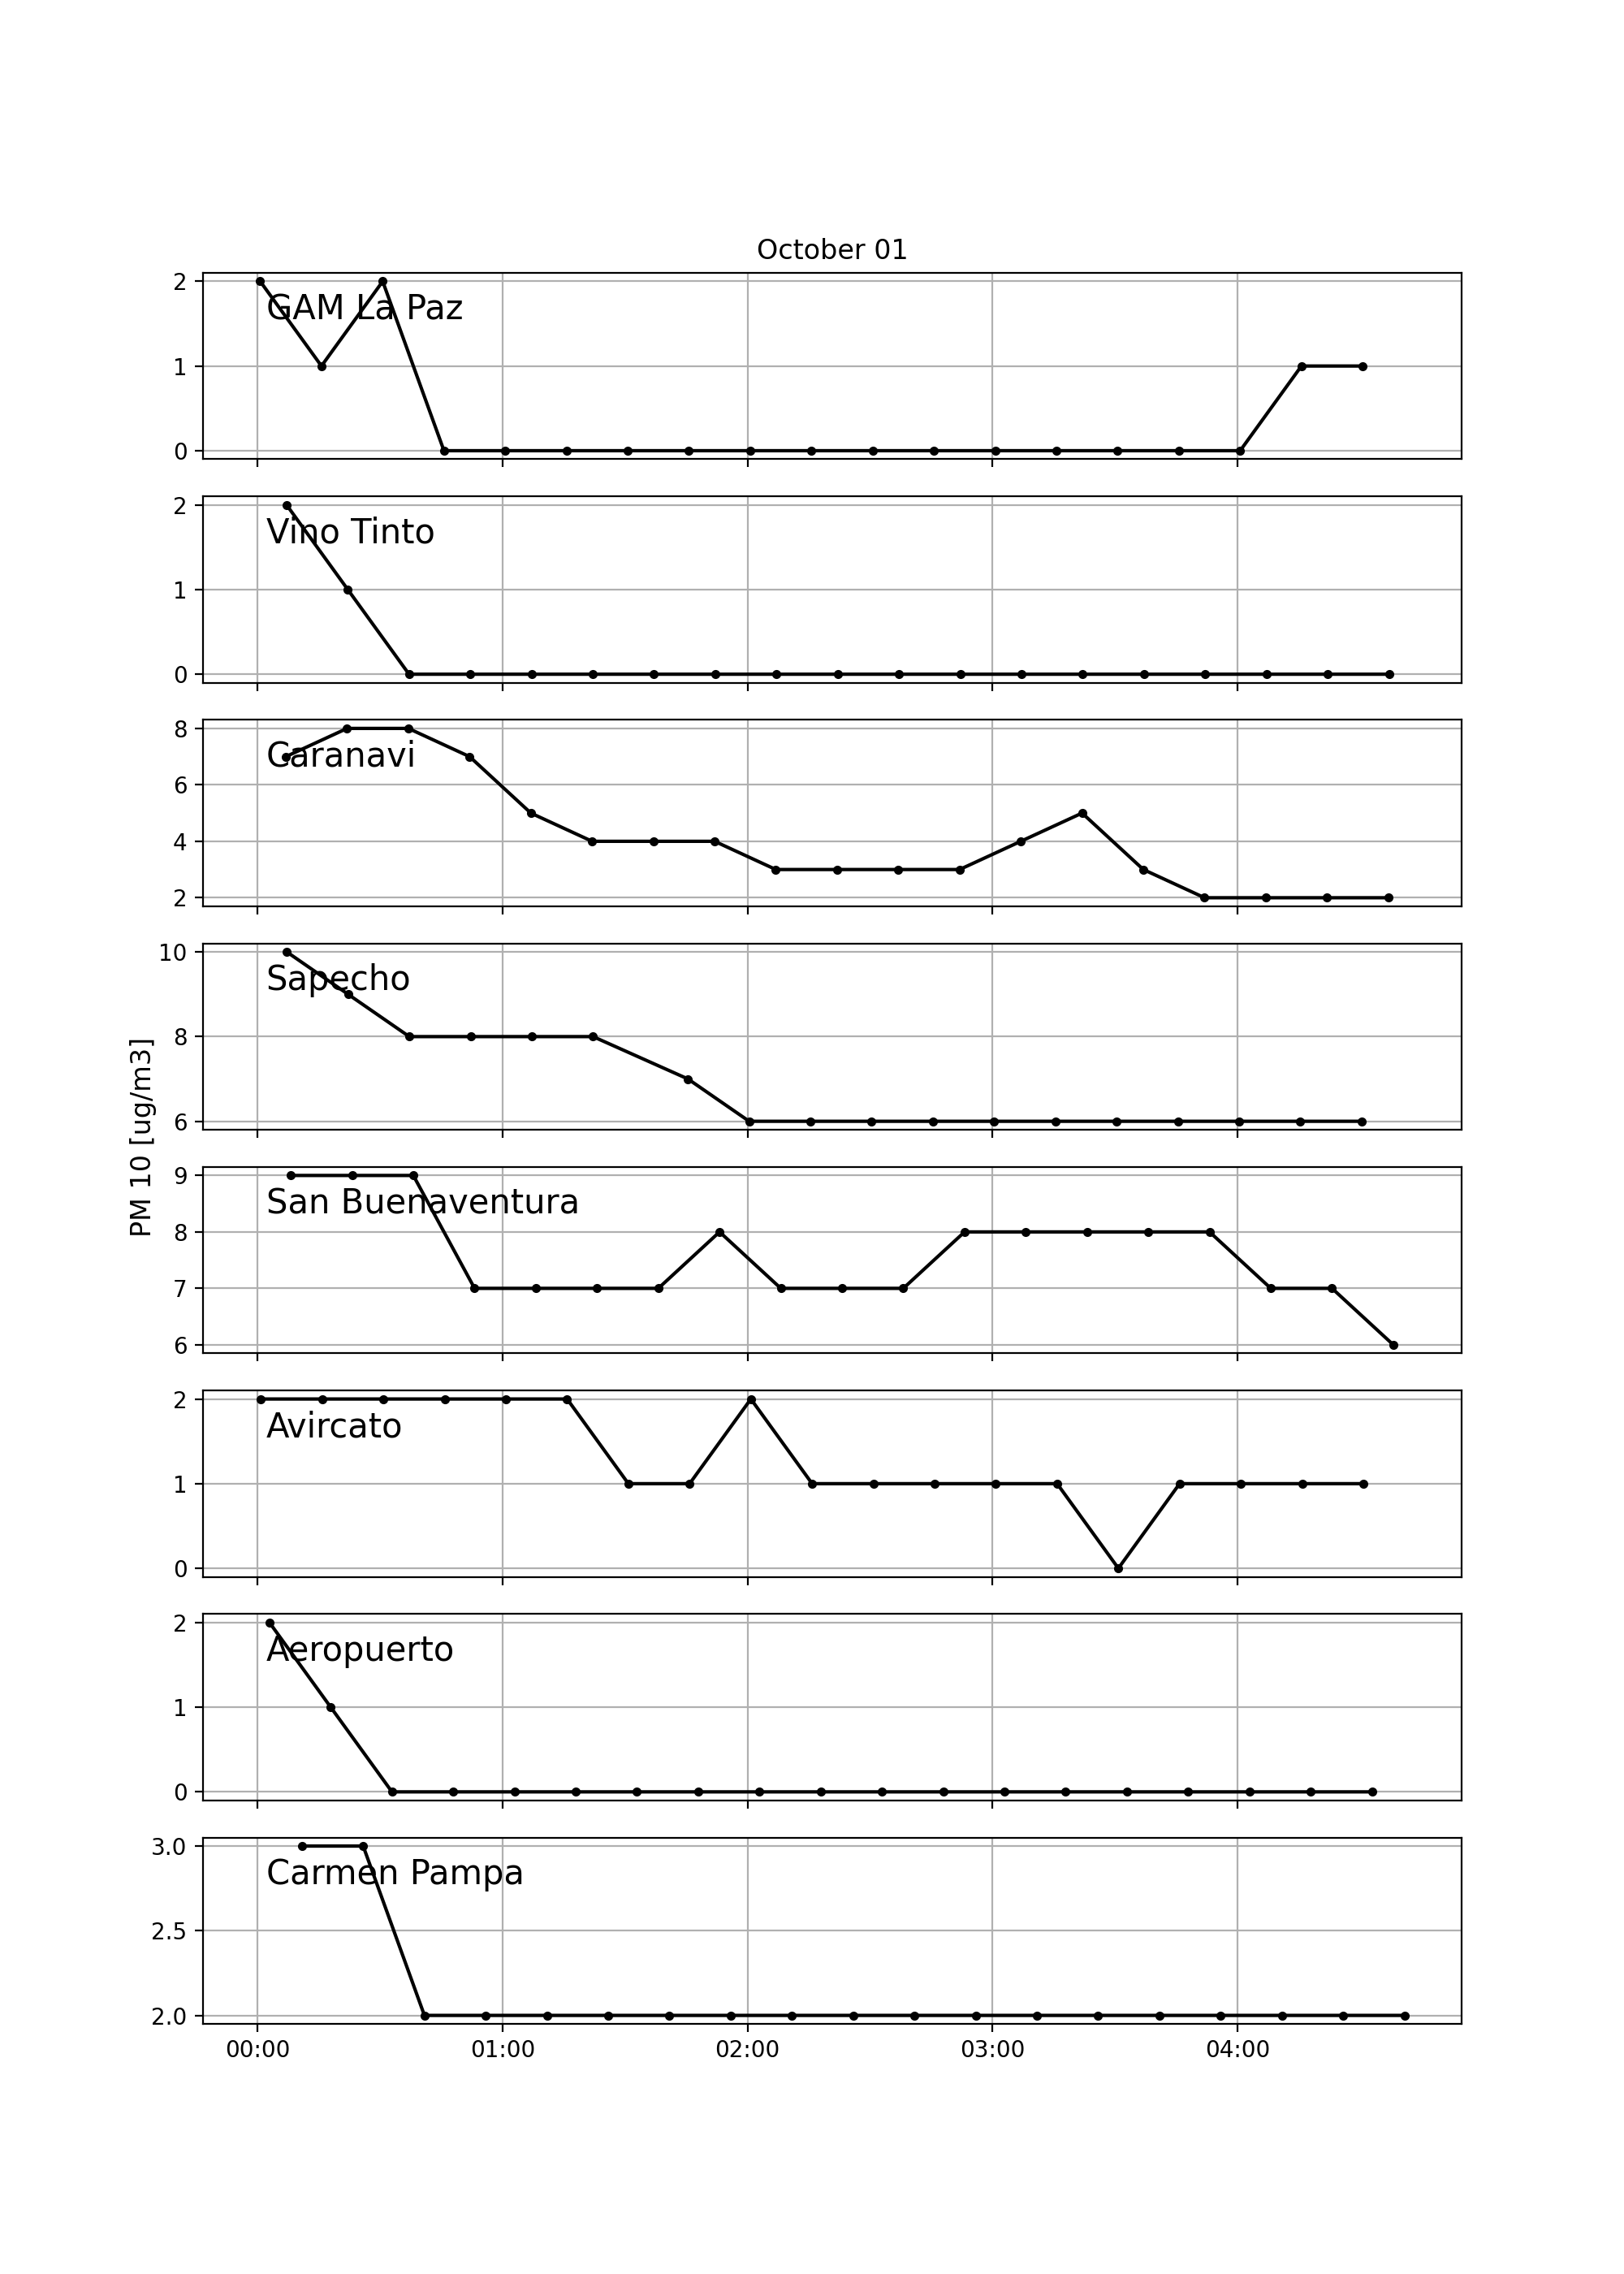 October 01
2
GAM La Paz
1
0
2
Vino Tinto
1
0
8
Caranavi
6
4
2
10
Sapecho
8
6
PM 10 [ug/m3]
9
San Buenaventura
8
7
6
2
Avircato
1
0
2
Aeropuerto
1
0
3.0
Carmen Pampa
2.5
2.0
00:00 01:00 02:00 03:00 04:00